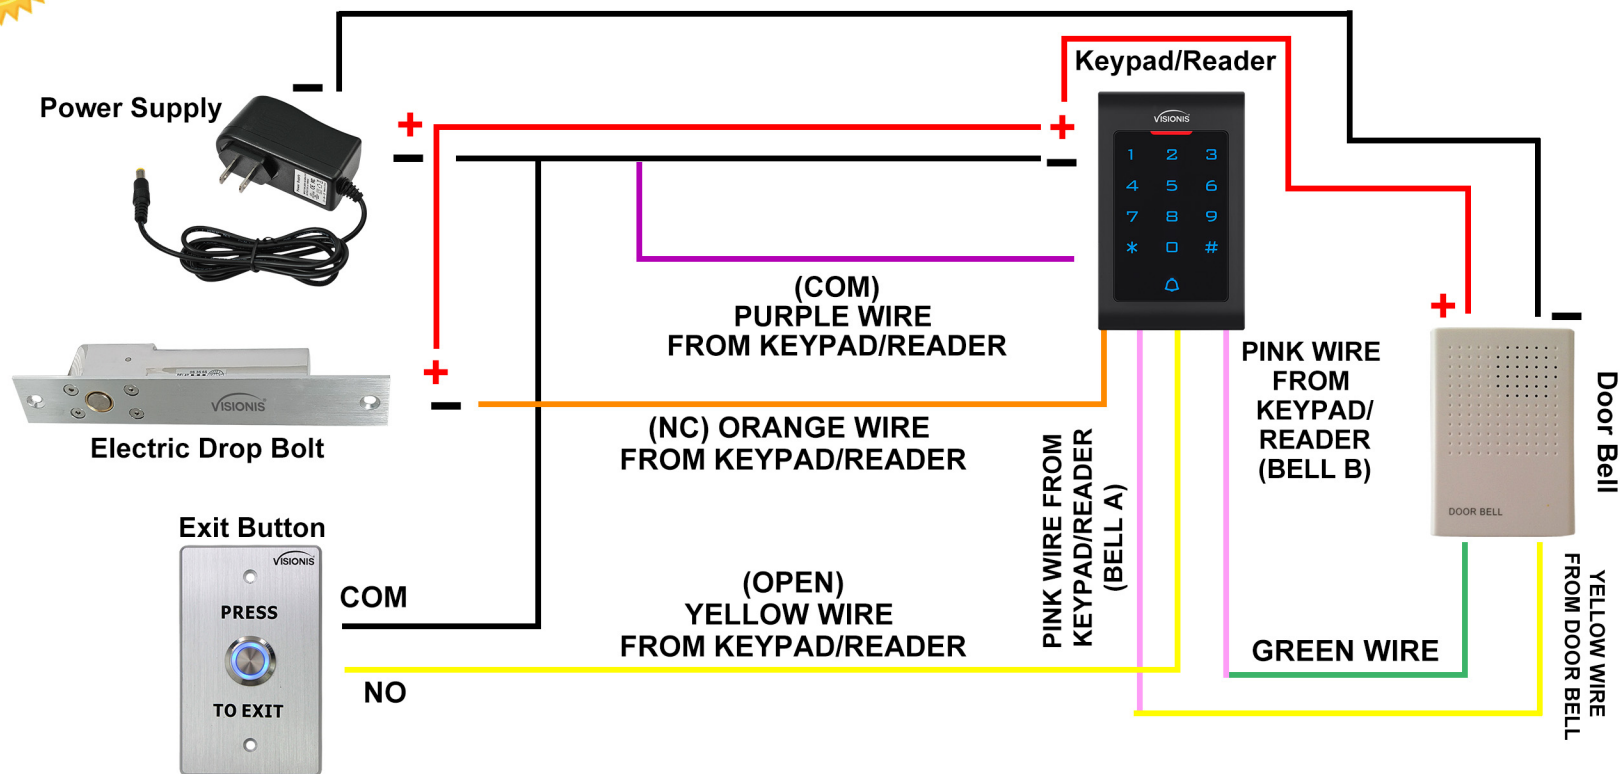 Power Supply
−
+
−
Keypad/Reader
+
−
VISIONIS
1 2 3
4 5 6
7 8 9
* 0 #
(COM)
PURPLE WIRE
FROM KEYPAD/READER
+
−
VISIONIS
Electric Drop Bolt
(NC) ORANGE WIRE
FROM KEYPAD/READER
PINK WIRE FROM
KEYPAD/READER
(BELL A)
PINK WIRE
FROM
KEYPAD/
READER
(BELL B)
+
−
DOOR BELL
Door Bell
Exit Button
VISIONIS
PRESS
TO EXIT
COM
NO
(OPEN)
YELLOW WIRE
FROM KEYPAD/READER
GREEN WIRE
YELLOW WIRE
FROM DOOR BELL